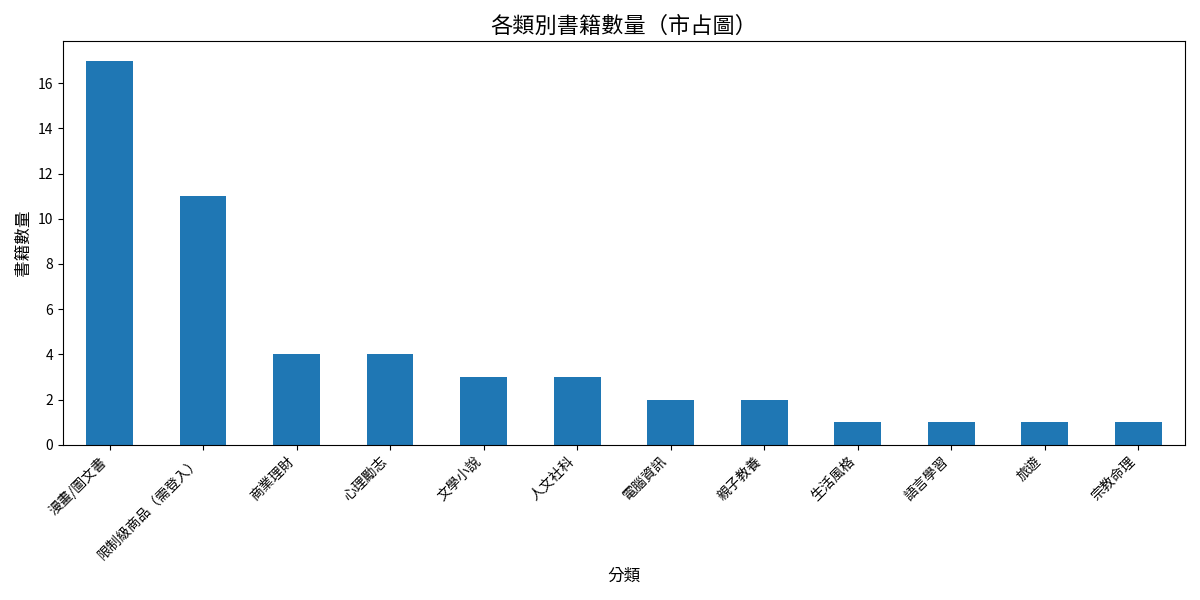 各類別書籍數量（市占圖）
書籍數量
16
14
12
10
8
6
4
2
0
漫畫/圖文書
限制級商品（需登入）
商業理財
心理勵志
文學小說
人文社科
電腦資訊
親子教養
生活風格
語言學習
旅遊
宗教命理
分類